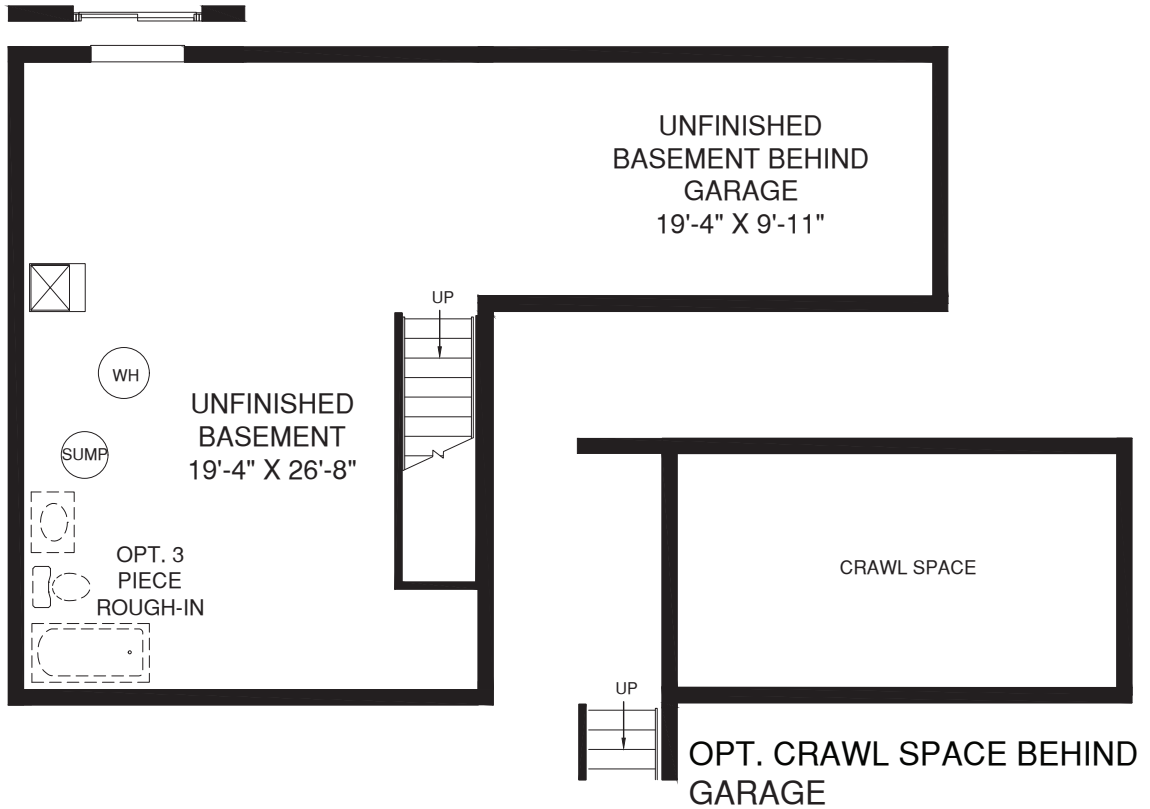 UNFINISHED
BASEMENT BEHIND
GARAGE
19'-4" X 9'-11"
UP
WH
UNFINISHED
BASEMENT
19'-4" X 26'-8"
SUMP
OPT. 3
PIECE
ROUGH-IN
CRAWL SPACE
UP
OPT. CRAWL SPACE BEHIND
GARAGE